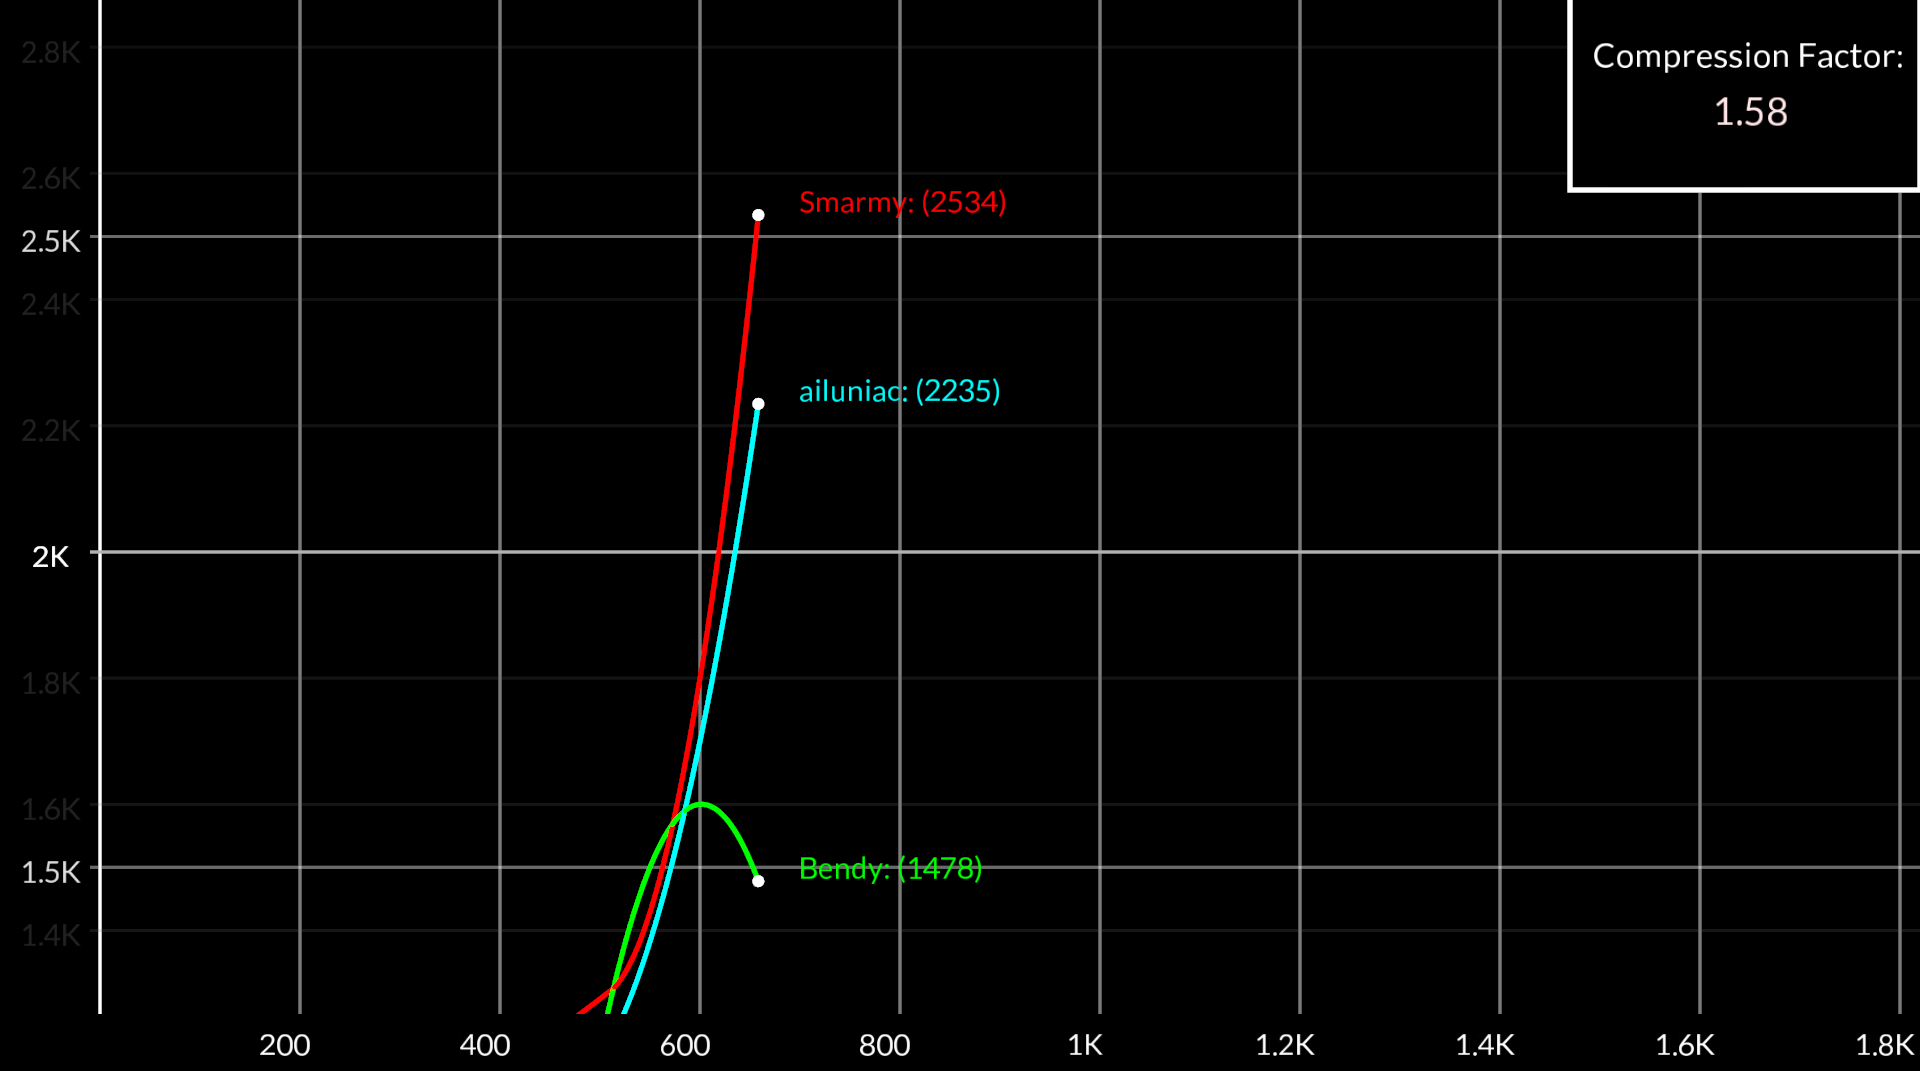 Compression Factor:
1.58
2.8K
2.6K
Smarmy: (2534)
2.5K
2.4K
ailuniac: (2235)
2.2K
2K
1.8K
1.6K
Bendy: (1478)
1.5K
1.4K
200 400 600 800 1K 1.2K 1.4K 1.6K 1.8K